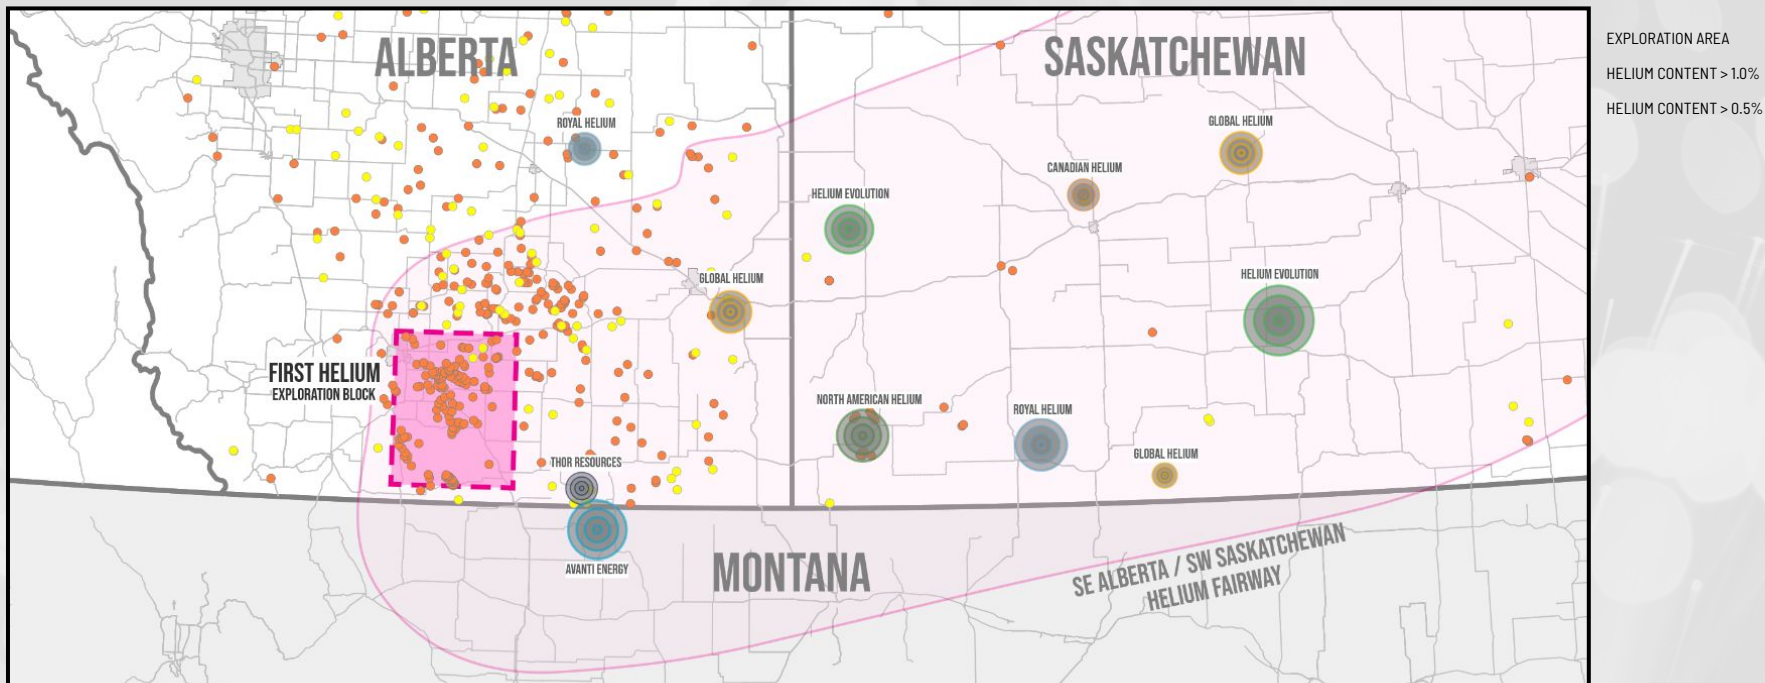 ALBERTA
SASKATCHEWAN
EXPLORATION AREA
HELIUM CONTENT > 1.0%
HELIUM CONTENT > 0.5%
ROYAL HELIUM
GLOBAL HELIUM
CANADIAN HELIUM
HELIUM EVOLUTION
GLOBAL HELIUM
HELIUM EVOLUTION
FIRST HELIUM
EXPLORATION BLOCK
NORTH AMERICAN HELIUM
ROYAL HELIUM
GLOBAL HELIUM
THOR RESOURCES
AVANTI ENERGY
MONTANA
SE ALBERTA / SW SASKATCHEWAN
HELIUM FAIRWAY